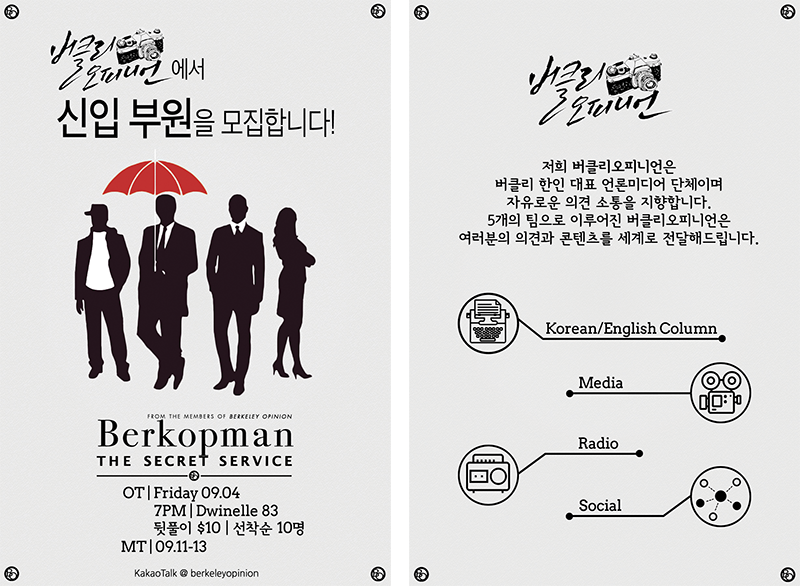 버클리
오피니언에서
신입 부원을 모집합니다!
FROM THE MEMBERS OF BERKELEY OPINION
Berkopman
THE SECRET SERVICE
OT | Friday 09.04
7PM | Dwinelle 83
뒷풀이 $10 | 선착순 10명
MT | 09.11-13
KakaoTalk @ berkeleyopinion
버클리
오피니언
저희 버클리오피니언은
버클리 한인 대표 언론미디어 단체이며
자유로운 의견 소통을 지향합니다.
5개의 팀으로 이루어진 버클리오피니언은
여러분의 의견과 콘텐츠를 세계로 전달해드립니다.
Korean/English Column
Media
Radio
Social